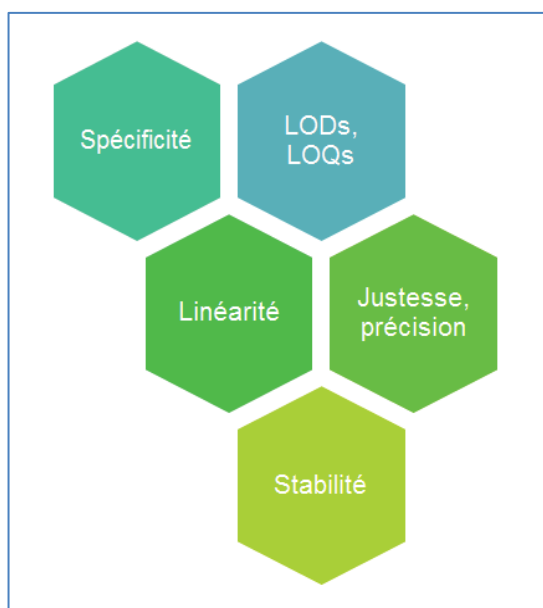 Spécificité
LODs,
LOQs
Linéarité
Justesse,
précision
Stabilité